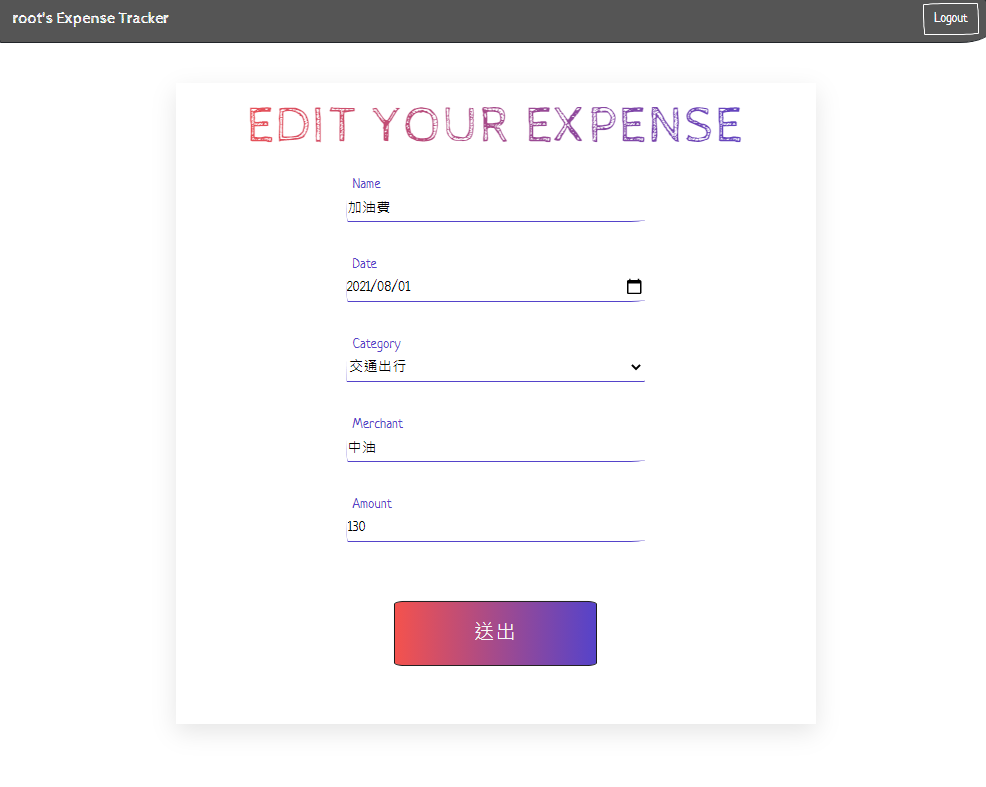 root's Expense Tracker
Logout
EDIT YOUR EXPENSE
Name
加油費
Date
2021/08/01
Category
交通出行
Merchant
中油
Amount
130
送出